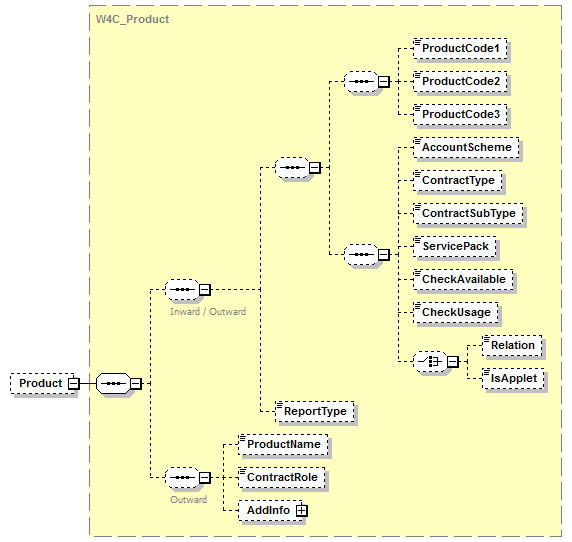 W4C_Product
ProductCode1
ProductCode2
ProductCode3
AccountScheme
ContractType
ContractSubType
ServicePack
CheckAvailable
CheckUsage
Inward / Outward
Relation
Product
IsApplet
ReportType
ProductName
ContractRole
Outward
AddInfo